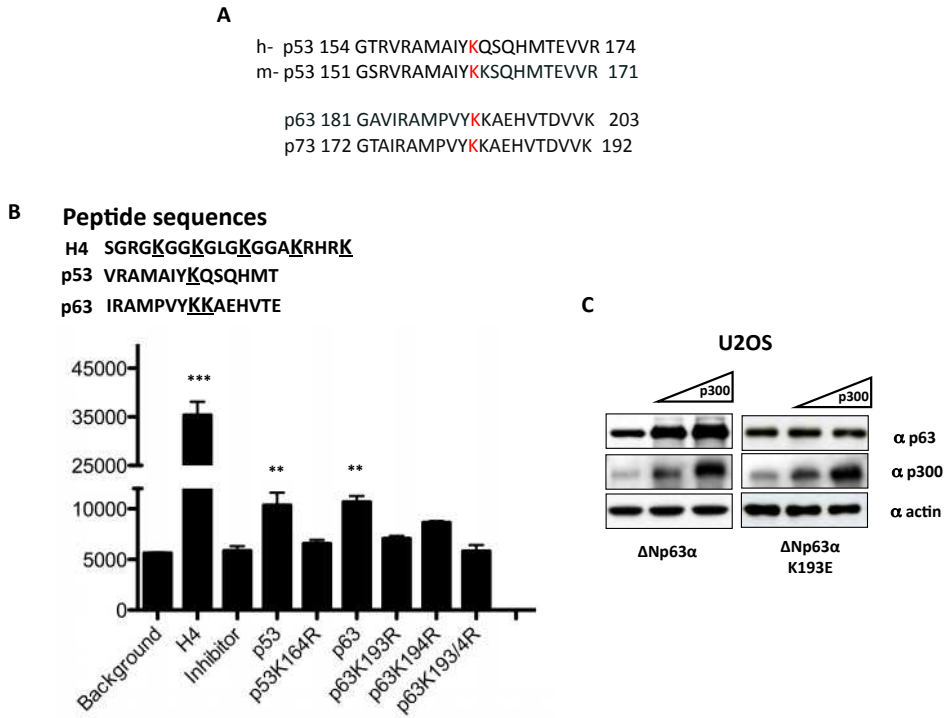 A
h- p53 154 GTRVRAMAIYKQSQHMTEVVR 174
m- p53 151 GSRVRAMAIYKKSQHMTEVVR 171
p63 181 GAVIRAMPVYKKAEHVTDVVK 203
p73 172 GTAIRAMPVYKKAEHVTDVVK 192
B
Peptide sequences
H4 SGRGKGGKGLGKGGAKRHRK
p53 VRAMAIYKQSQHMT
p63 IRAMPVYKKAEHVTE
45000
35000
25000
10000
5000
0
***
**
**
Background
H4
Inhibitor
p53
p53K164R
p63
p63K193R
p63K194R
p63K193/4R
C
U2OS
p300
p300
α p63
α p300
α actin
ΔNp63α
ΔNp63α
K193E